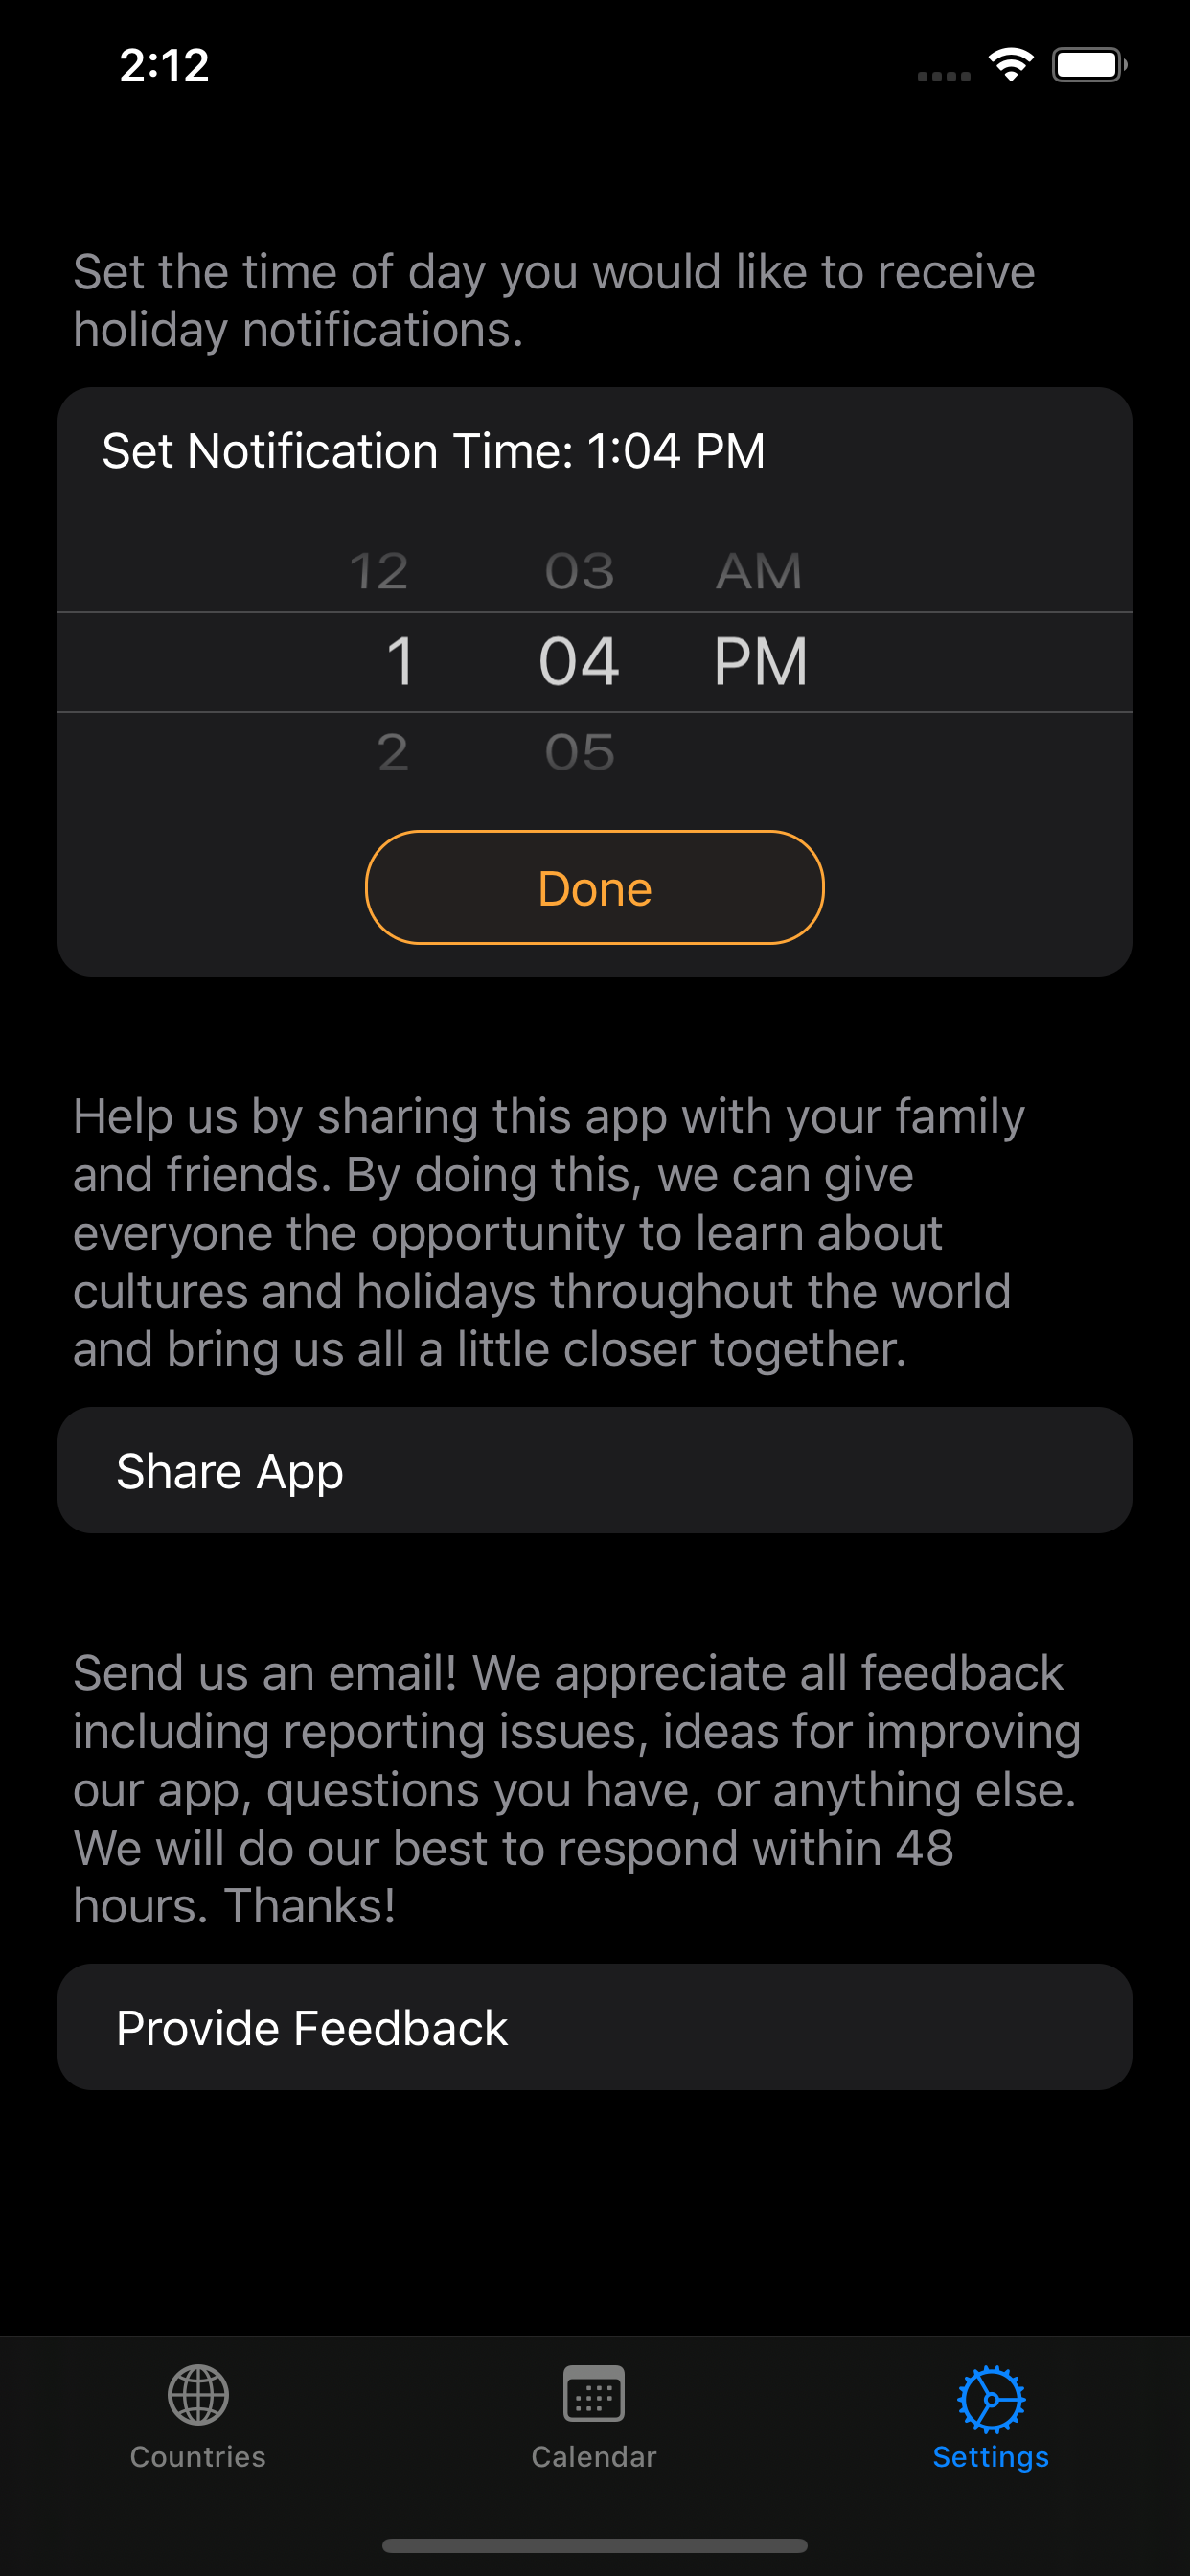 2:12
Set the time of day you would like to receive
holiday notifications.
Set Notification Time: 1:04 PM
12 03 AM
1 04 PM
2 05
Done
Help us by sharing this app with your family
and friends. By doing this, we can give
everyone the opportunity to learn about
cultures and holidays throughout the world
and bring us all a little closer together.
Share App
Send us an email! We appreciate all feedback
including reporting issues, ideas for improving
our app, questions you have, or anything else.
We will do our best to respond within 48
hours. Thanks!
Provide Feedback
Countries Calendar Settings